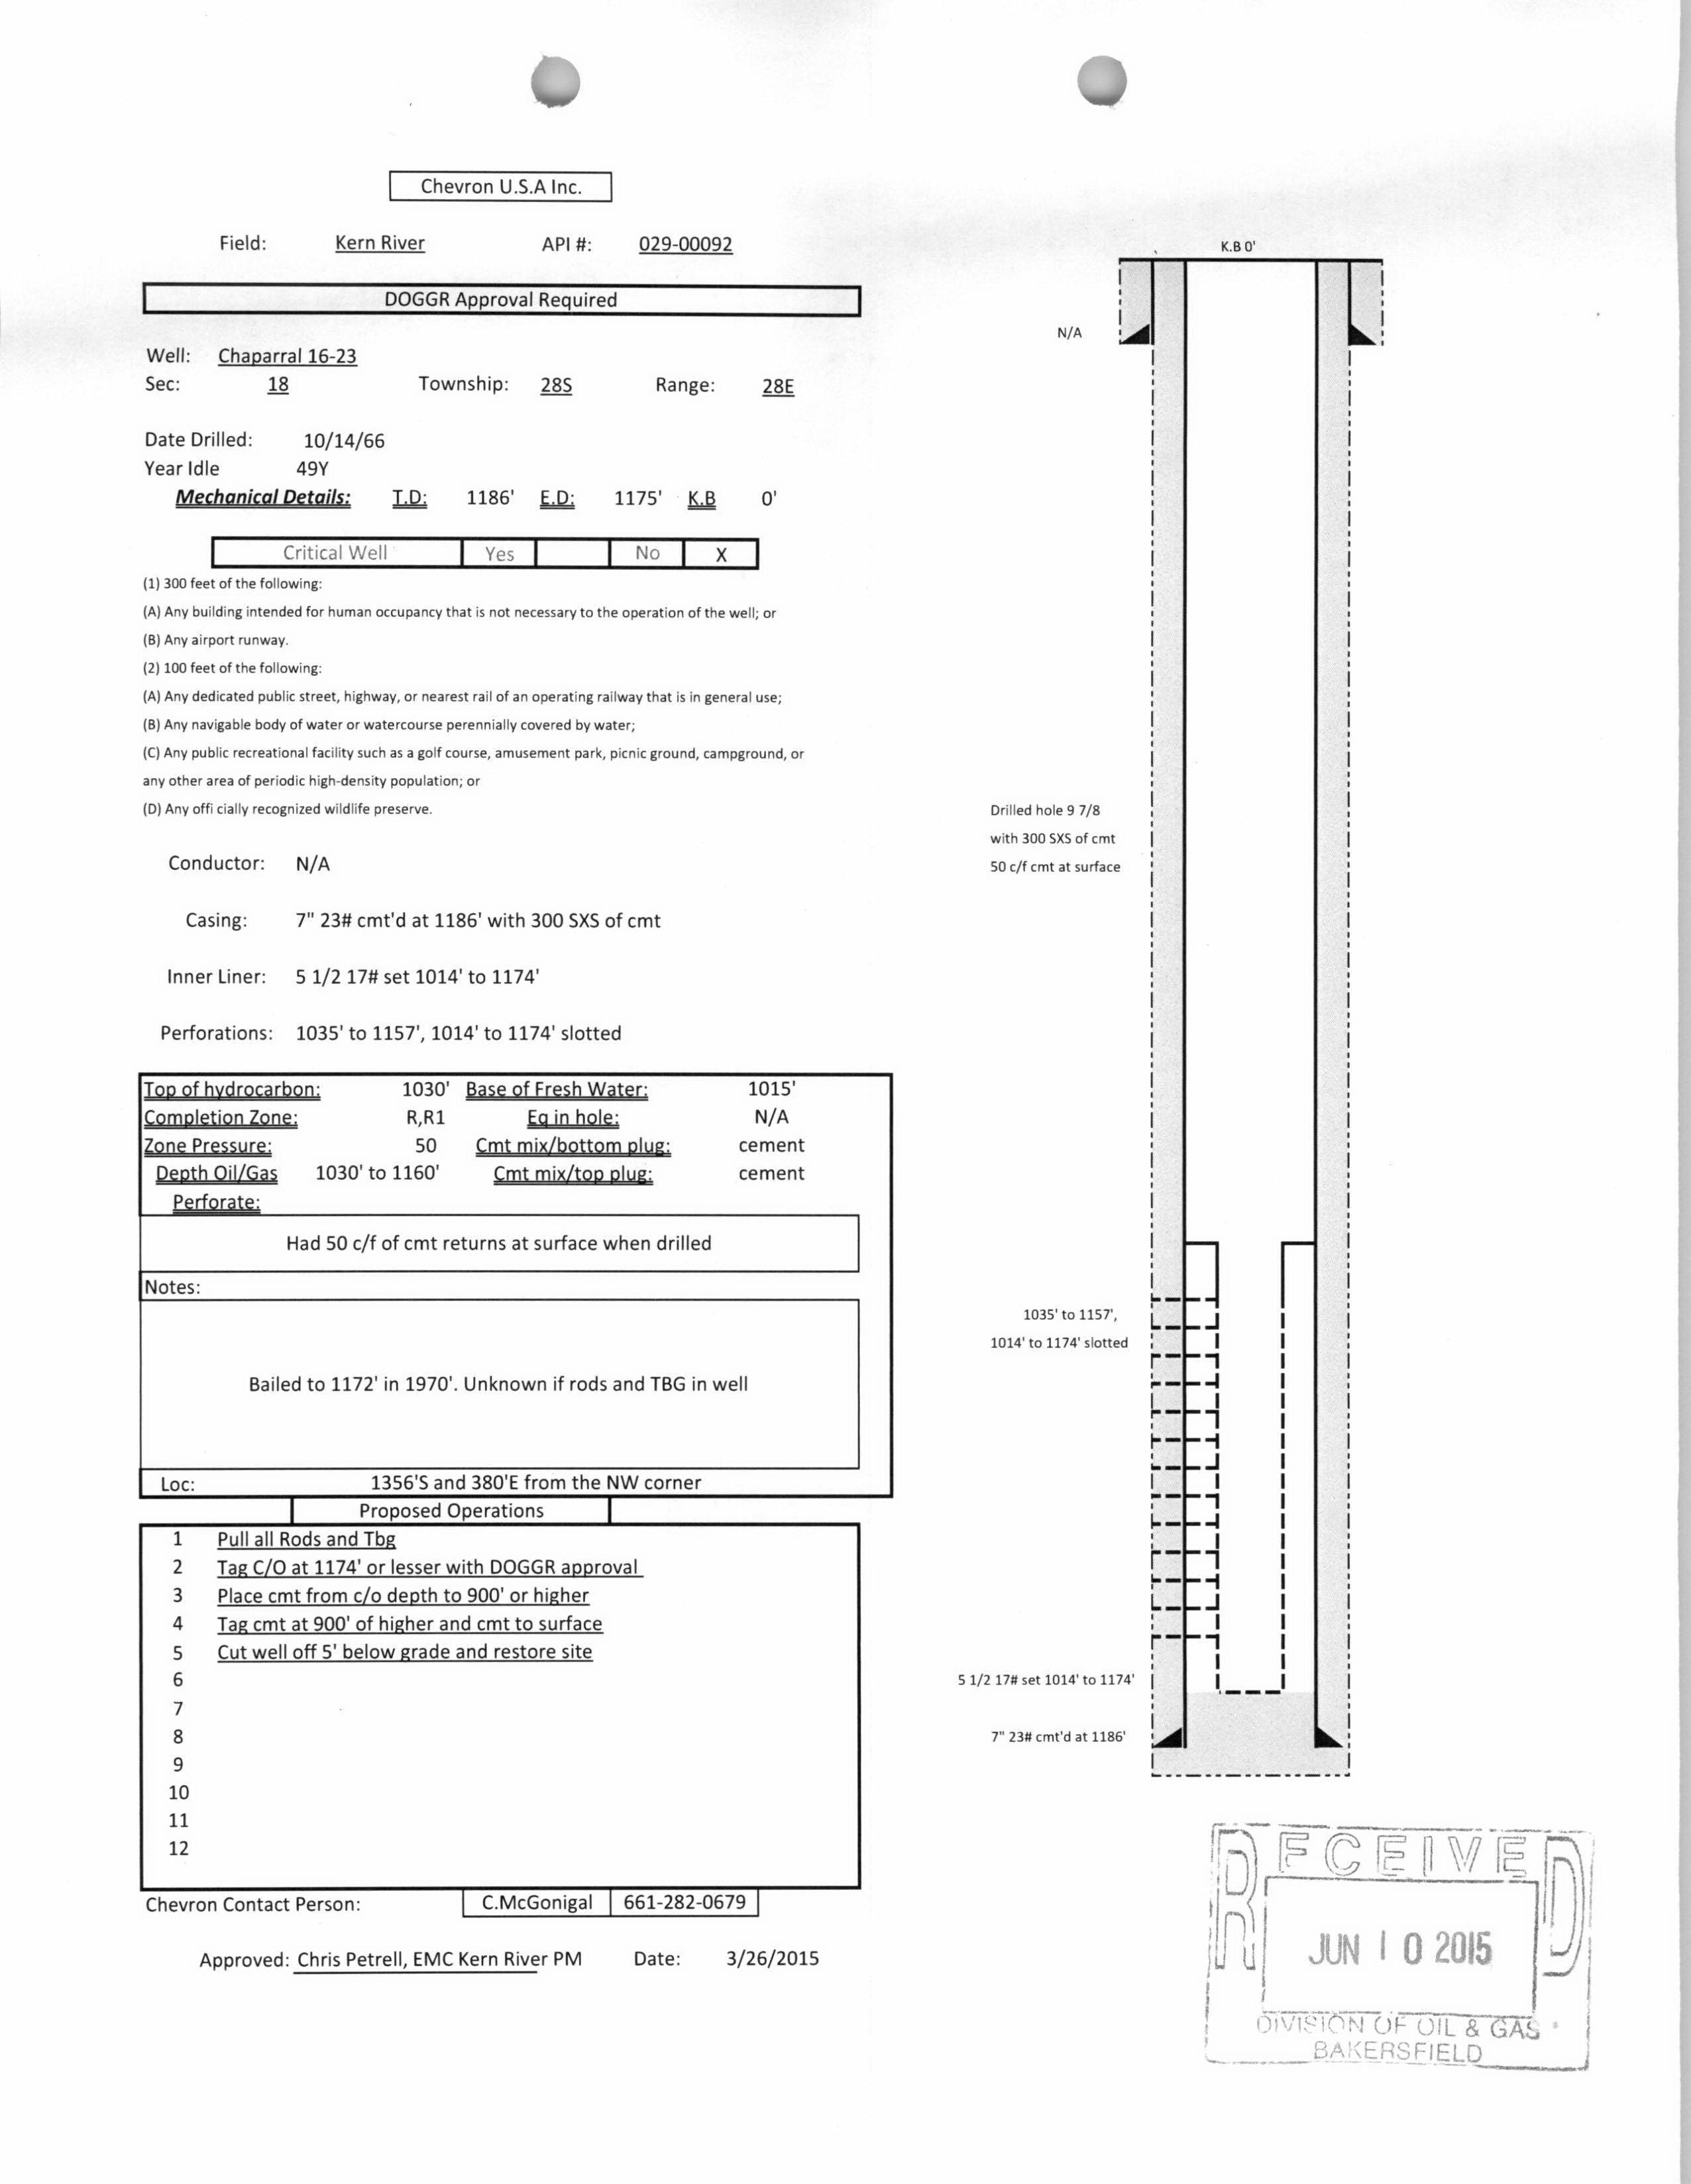 Chevron U.S.A Inc.
Field: Kern River API #: 029-00092
DOGGR Approval Required
Well: Chaparral 16-23
Sec: 18 Township: 28S Range: 28E
Date Drilled: 10/14/66
Year Idle 49Y
Mechanical Details: T.D: 1186' E.D: 1175' K.B 0'
Critical Well Yes No X
(1) 300 feet of the following:
(A) Any building intended for human occupancy that is not necessary to the operation of the well; or
(B) Any airport runway.
(2) 100 feet of the following:
(A) Any dedicated public street, highway, or nearest rail of an operating railway that is in general use;
(B) Any navigable body of water or watercourse perennially covered by water;
(C) Any public recreational facility such as a golf course, amusement park, picnic ground, campground, or
any other area of periodic high-density population; or
(D) Any offi cially recognized wildlife preserve.
Conductor: N/A
Casing: 7" 23# cmt'd at 1186' with 300 SXS of cmt
Inner Liner: 5 1/2 17# set 1014' to 1174'
Perforations: 1035' to 1157', 1014' to 1174' slotted
Top of hydrocarbon: 1030' Base of Fresh Water: 1015'
Completion Zone: R,R1 Eq in hole: N/A
Zone Pressure: 50 Cmt mix/bottom plug: cement
Depth Oil/Gas 1030' to 1160' Cmt mix/top plug: cement
Perforate:
Had 50 c/f of cmt returns at surface when drilled
Notes:
Bailed to 1172' in 1970'. Unknown if rods and TBG in well
Loc: 1356'S and 380'E from the NW corner
Proposed Operations
1 Pull all Rods and Tbg
2 Tag C/O at 1174' or lesser with DOGGR approval
3 Place cmt from c/o depth to 900' or higher
4 Tag cmt at 900' of higher and cmt to surface
5 Cut well off 5' below grade and restore site
6
7
8
9
10
11
12
Chevron Contact Person: C.McGonigal 661-282-0679
Approved: Chris Petrell, EMC Kern River PM Date: 3/26/2015
K.B 0'
N/A
Drilled hole 9 7/8
with 300 SXS of cmt
50 c/f cmt at surface
1035' to 1157',
1014' to 1174' slotted
5 1/2 17# set 1014' to 1174'
7" 23# cmt'd at 1186'
RECEIVED
JUN 10 2015
DIVISION OF OIL & GAS
BAKERSFIELD